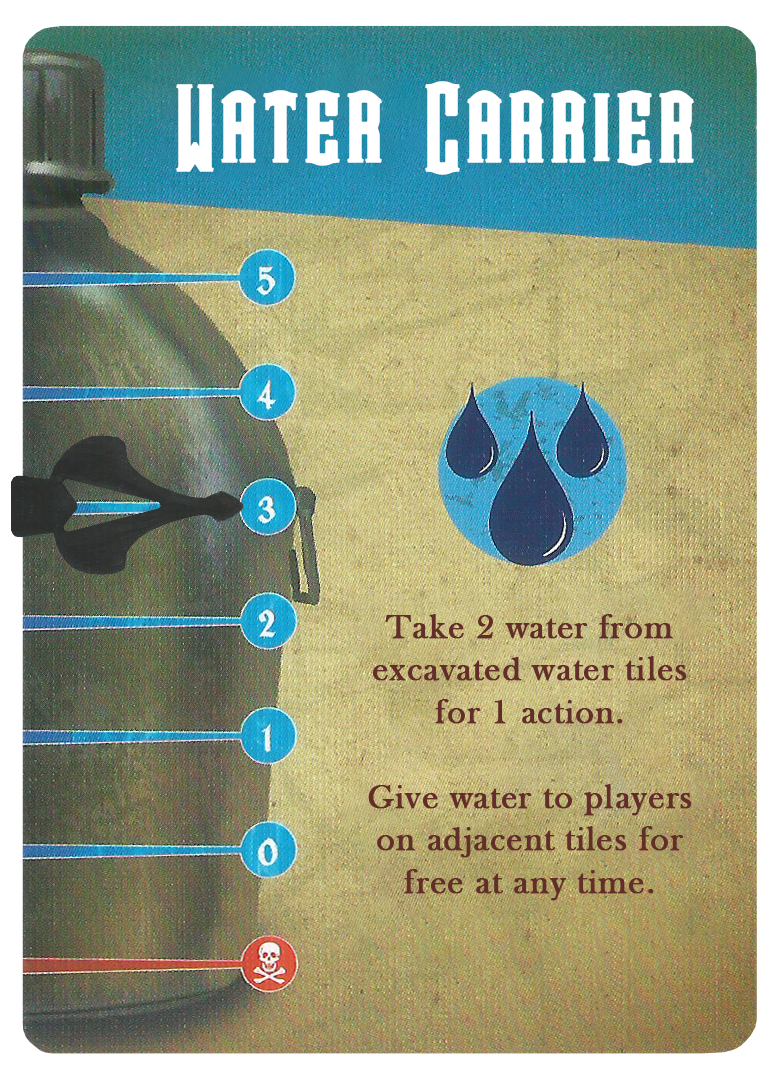 WATER CARRIER
5
4
3
2
1
0
Take 2 water from
excavated water tiles
for 1 action.
Give water to players
on adjacent tiles for
free at any time.